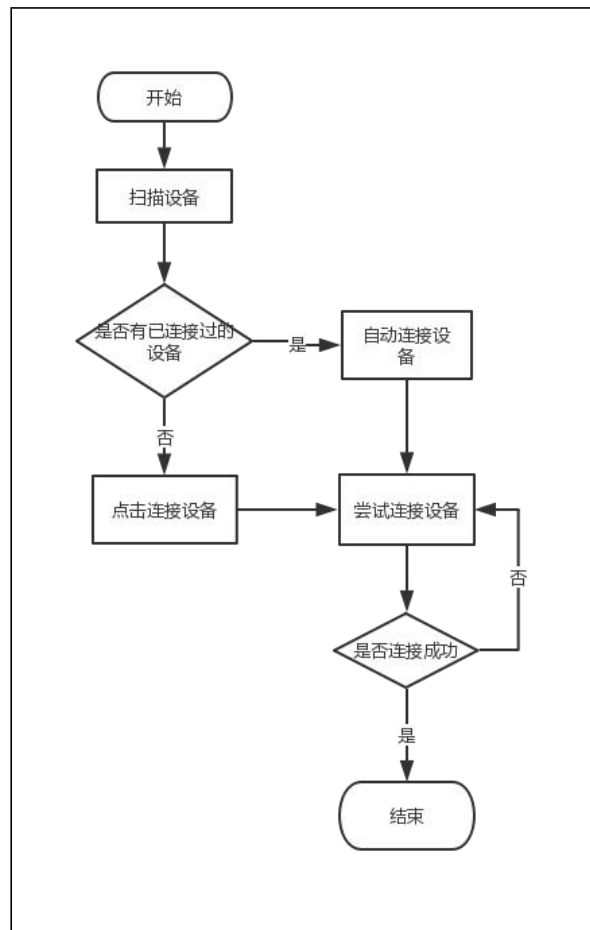 开始
扫描设备
是否有已连接过的
设备
是
自动连接设
备
否
点击连接设备
尝试连接设备
否
是否连接成功
是
结束